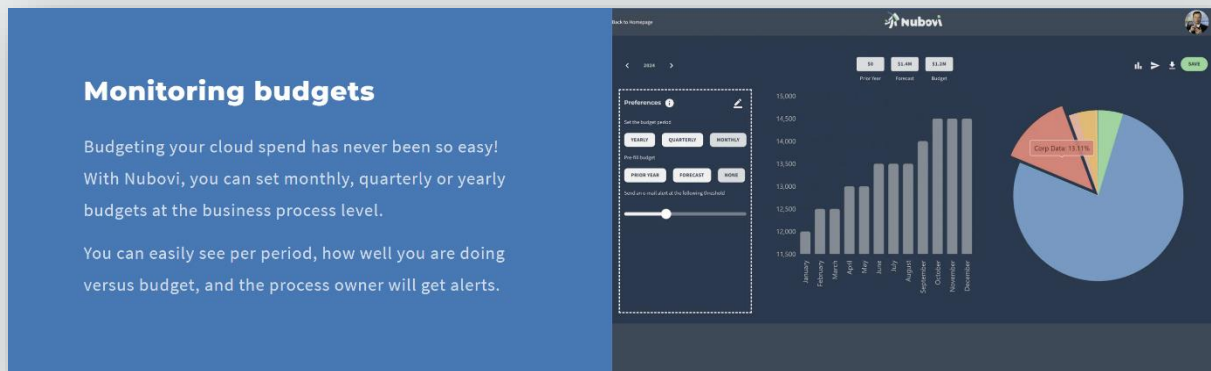 Monitoring budgets
Budgeting your cloud spend has never been so easy!
With Nubovi, you can set monthly, quarterly or yearly
budgets at the business process level.
You can easily see per period, how well you are doing
versus budget, and the process owner will get alerts.
Back to Homepage
Nubovi
2024
$0
$1.4M
$1.2M
SAVE
Prior Year
Forecast
Budget
Preferences
Set the budget period
YEARLY
QUARTERLY
MONTHLY
Pre-fill budget
PRIOR YEAR
FORECAST
NONE
Send an e-mail alert at the following threshold
15,000
14,500
14,000
13,500
13,000
12,500
12,000
11,500
January
February
March
April
May
June
July
August
September
October
November
December
Corp Data: 13.11%